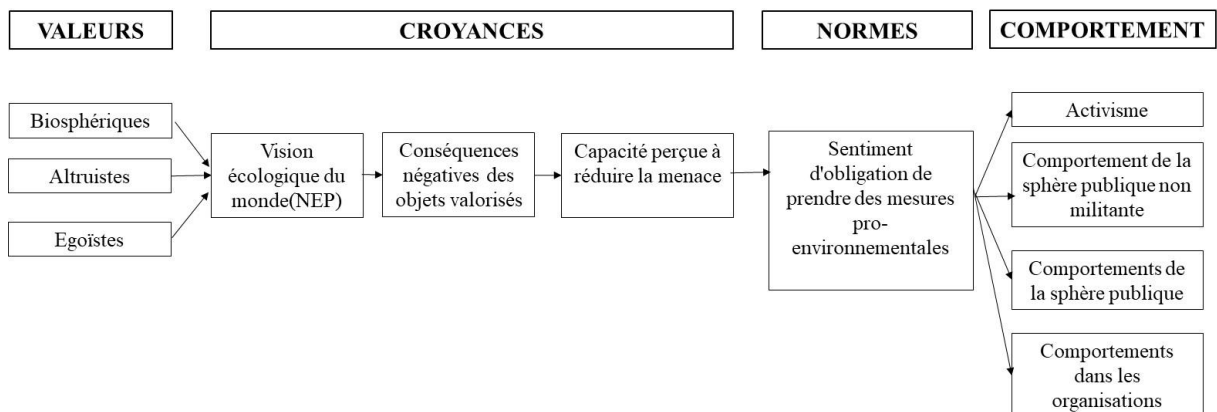 VALEURS
CROYANCES
NORMES
COMPORTEMENT
Biosphériques
Altruistes
Egoïstes
Vision
écologique du
monde(NEP)
Conséquences
négatives des
objets valorisés
Capacité perçue à
réduire la menace
Sentiment
d'obligation de
prendre des mesures
pro-
environnementales
Activisme
Comportement de la
sphère publique non
militante
Comportements de
la sphère publique
Comportements
dans les
organisations